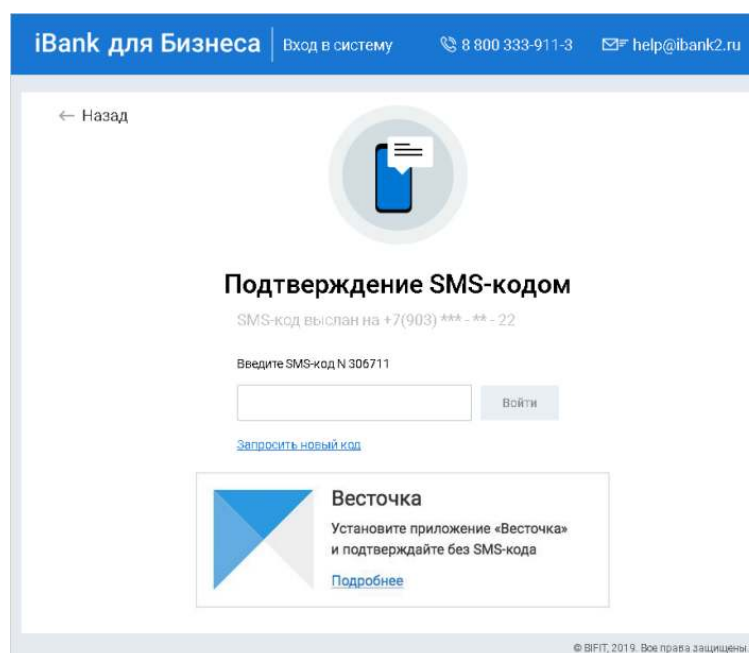 iBank для Бизнеса Вход в систему 8 800 333-911-3 help@ibank2.ru
← Назад
Подтверждение SMS-кодом
SMS-код выслан на +7(903) *** - ** - 22
Введите SMS-код N 306711
Войти
Запросить новый код
Весточка
Установите приложение «Весточка»
и подтверждайте без SMS-кода
Подробнее
© BIFIT, 2019. Все права защищены.